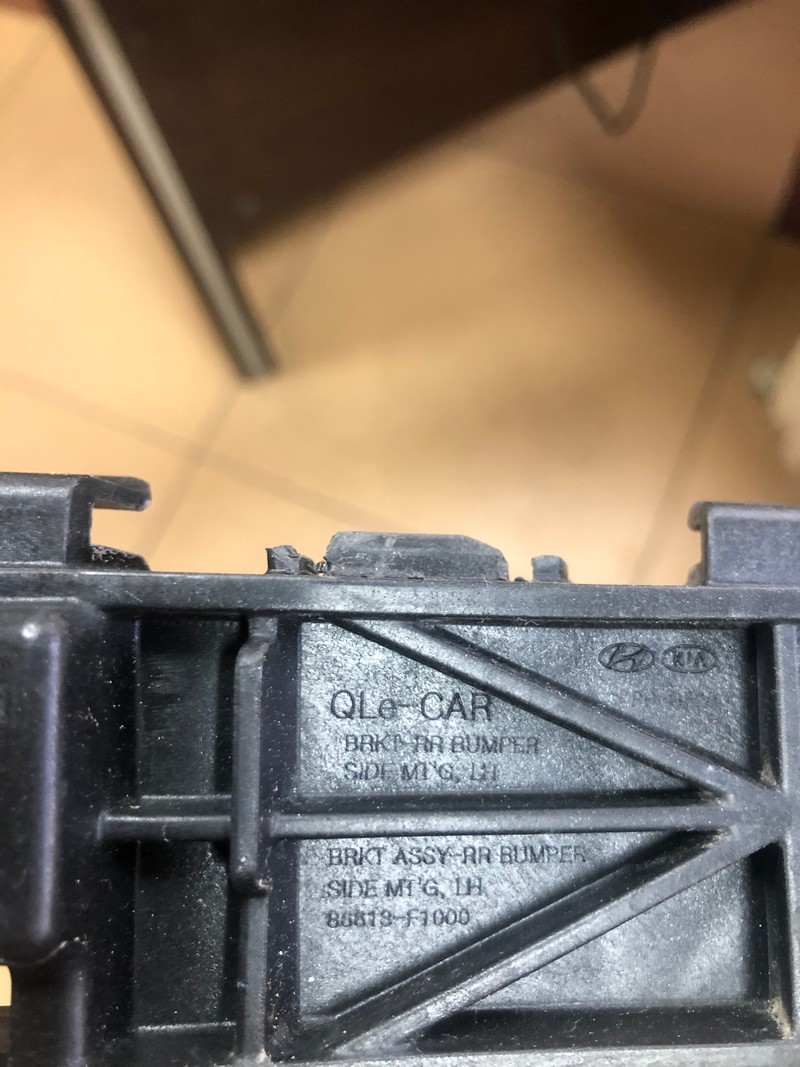 KIA
QLe-CAR
BRKT-RR BUMPER
SIDE MT'G, LH
BRKT ASSY-RR BUMPER
SIDE MT'G, LH
86613-F1000